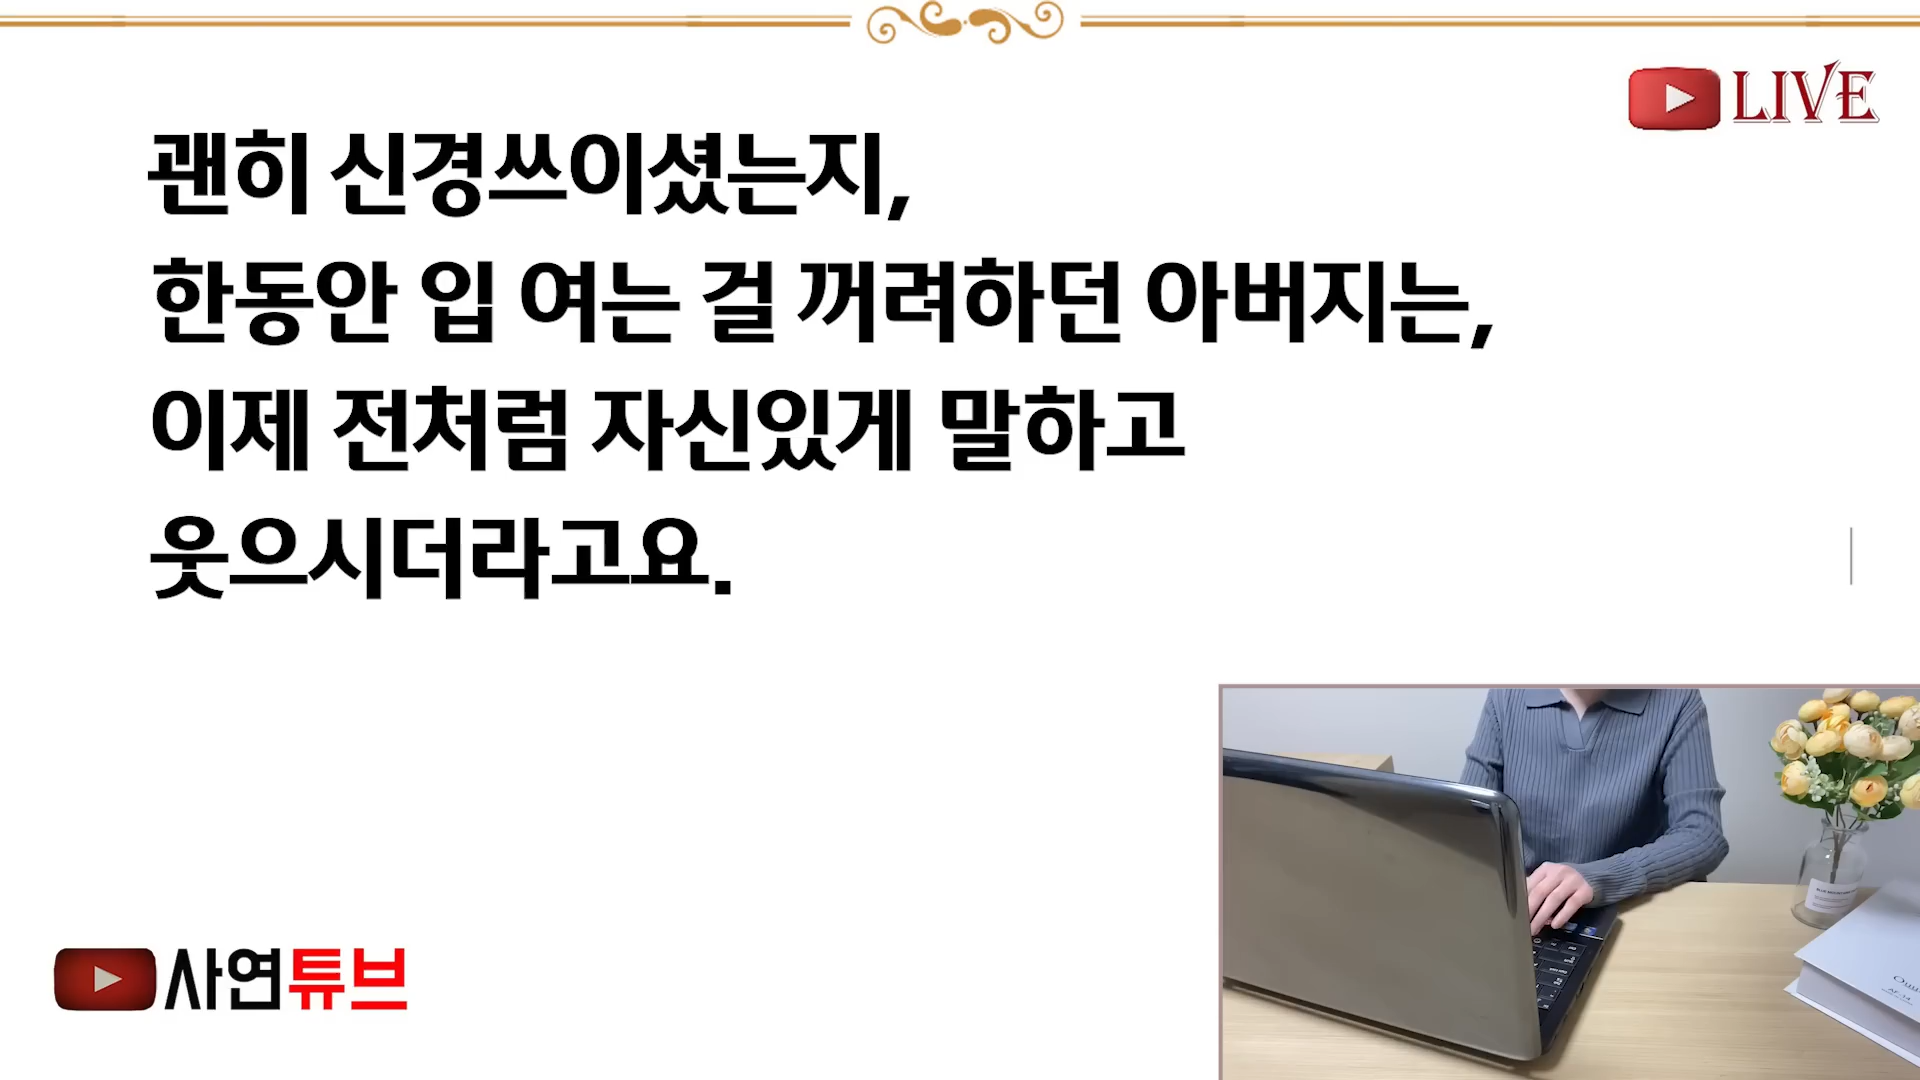 LIVE
괜히 신경쓰이셨는지,
한동안 입 여는 걸 꺼려하던 아버지는,
이제 전처럼 자신있게 말하고
웃으시더라고요.
사연튜브